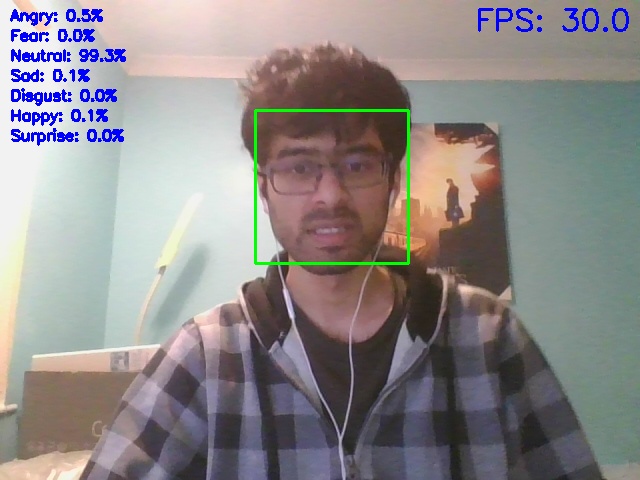 Angry: 0.5%
Fear: 0.0%
Neutral: 99.3%
Sad: 0.1%
Disgust: 0.0%
Happy: 0.1%
Surprise: 0.0%
FPS: 30.0